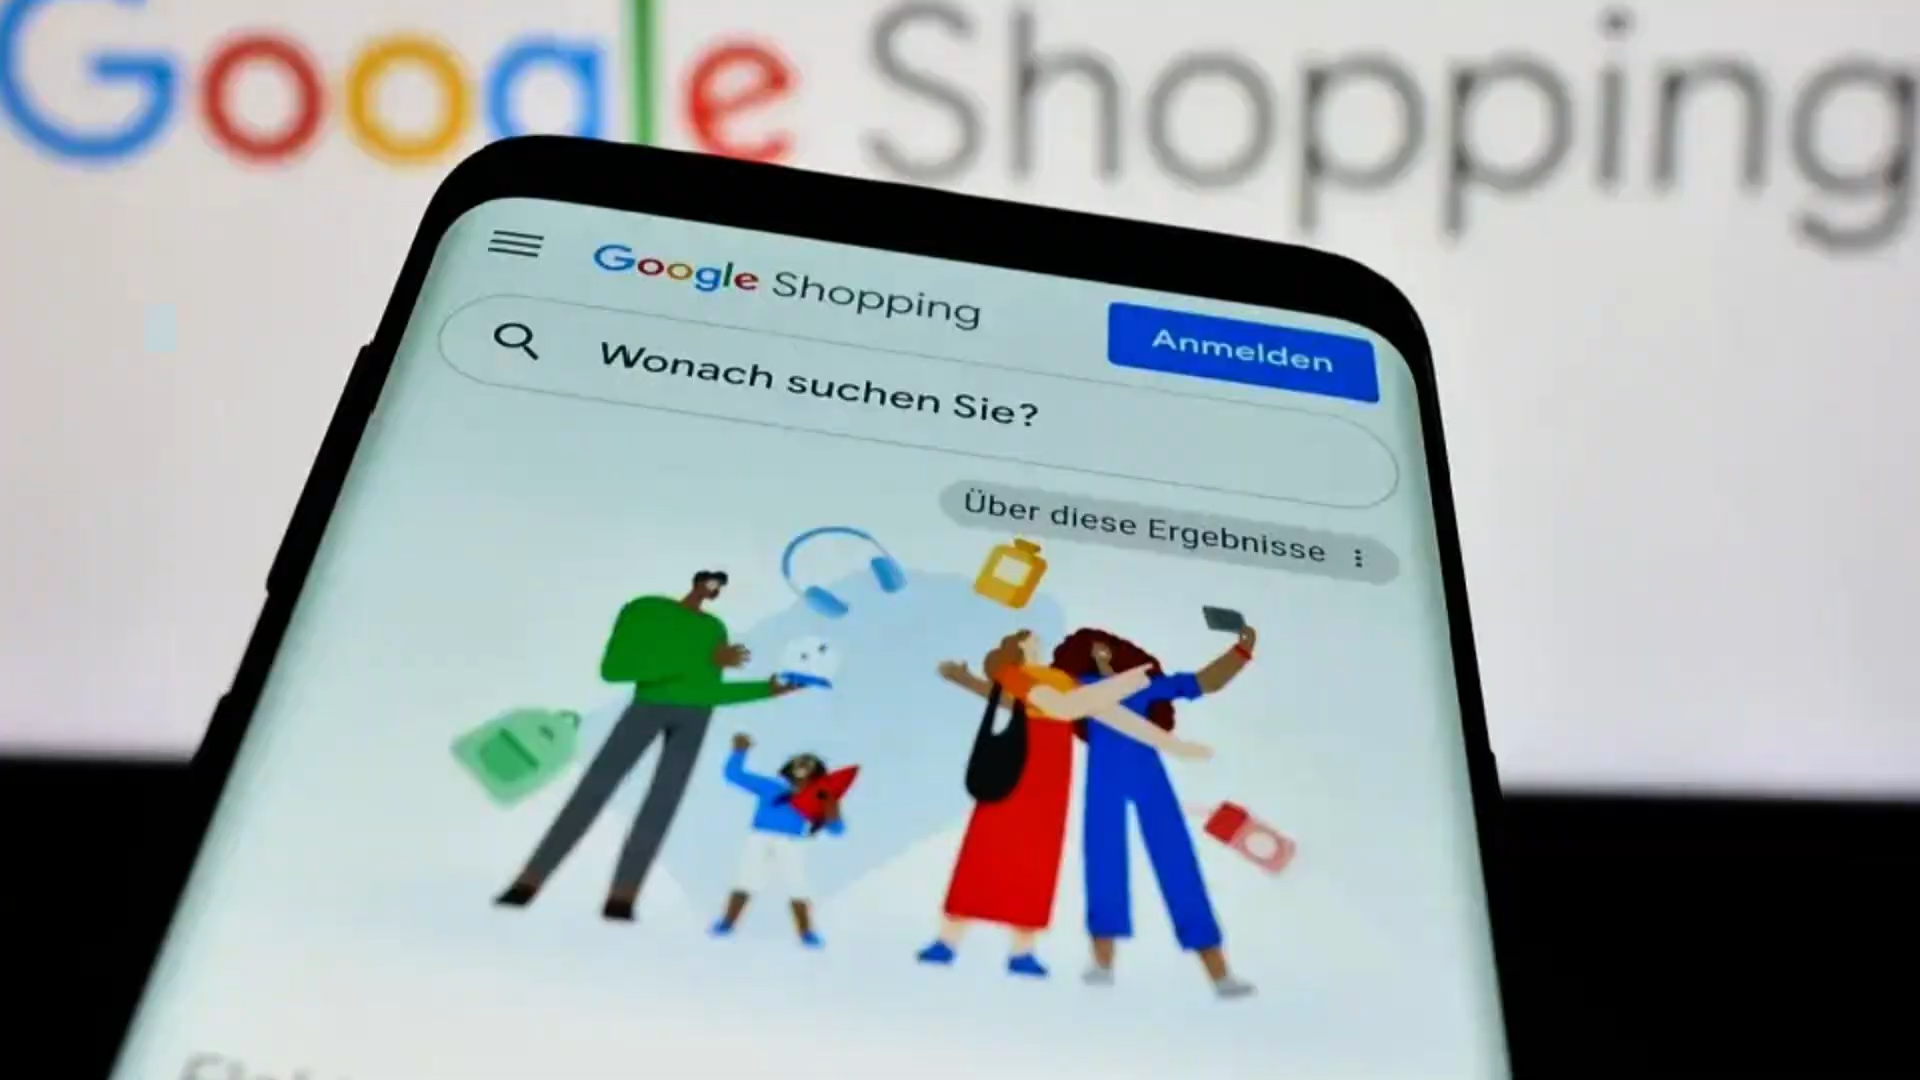 Google Shopping
Google Shopping
Anmelden
Wonach suchen Sie?
Über diese Ergebnisse